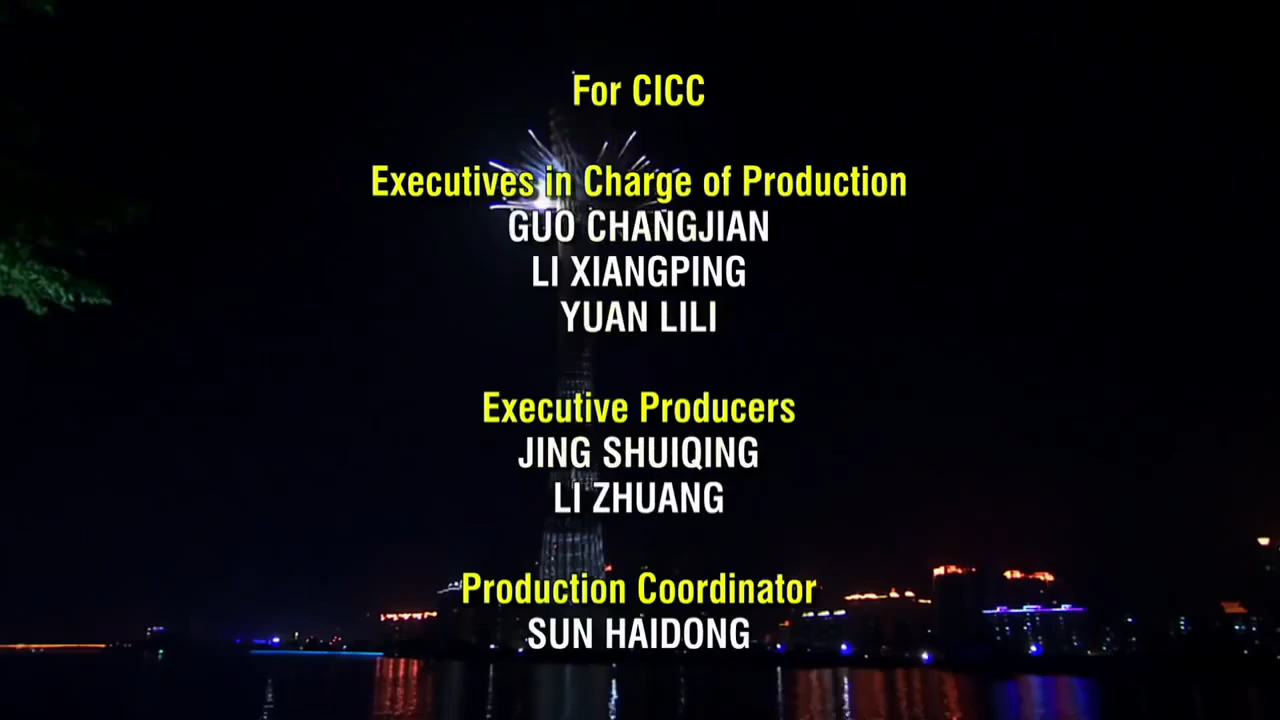 For CICC
Executives in Charge of Production
GUO CHANGJIAN
LI XIANGPING
YUAN LILI
Executive Producers
JING SHUIQING
LI ZHUANG
Production Coordinator
SUN HAIDONG